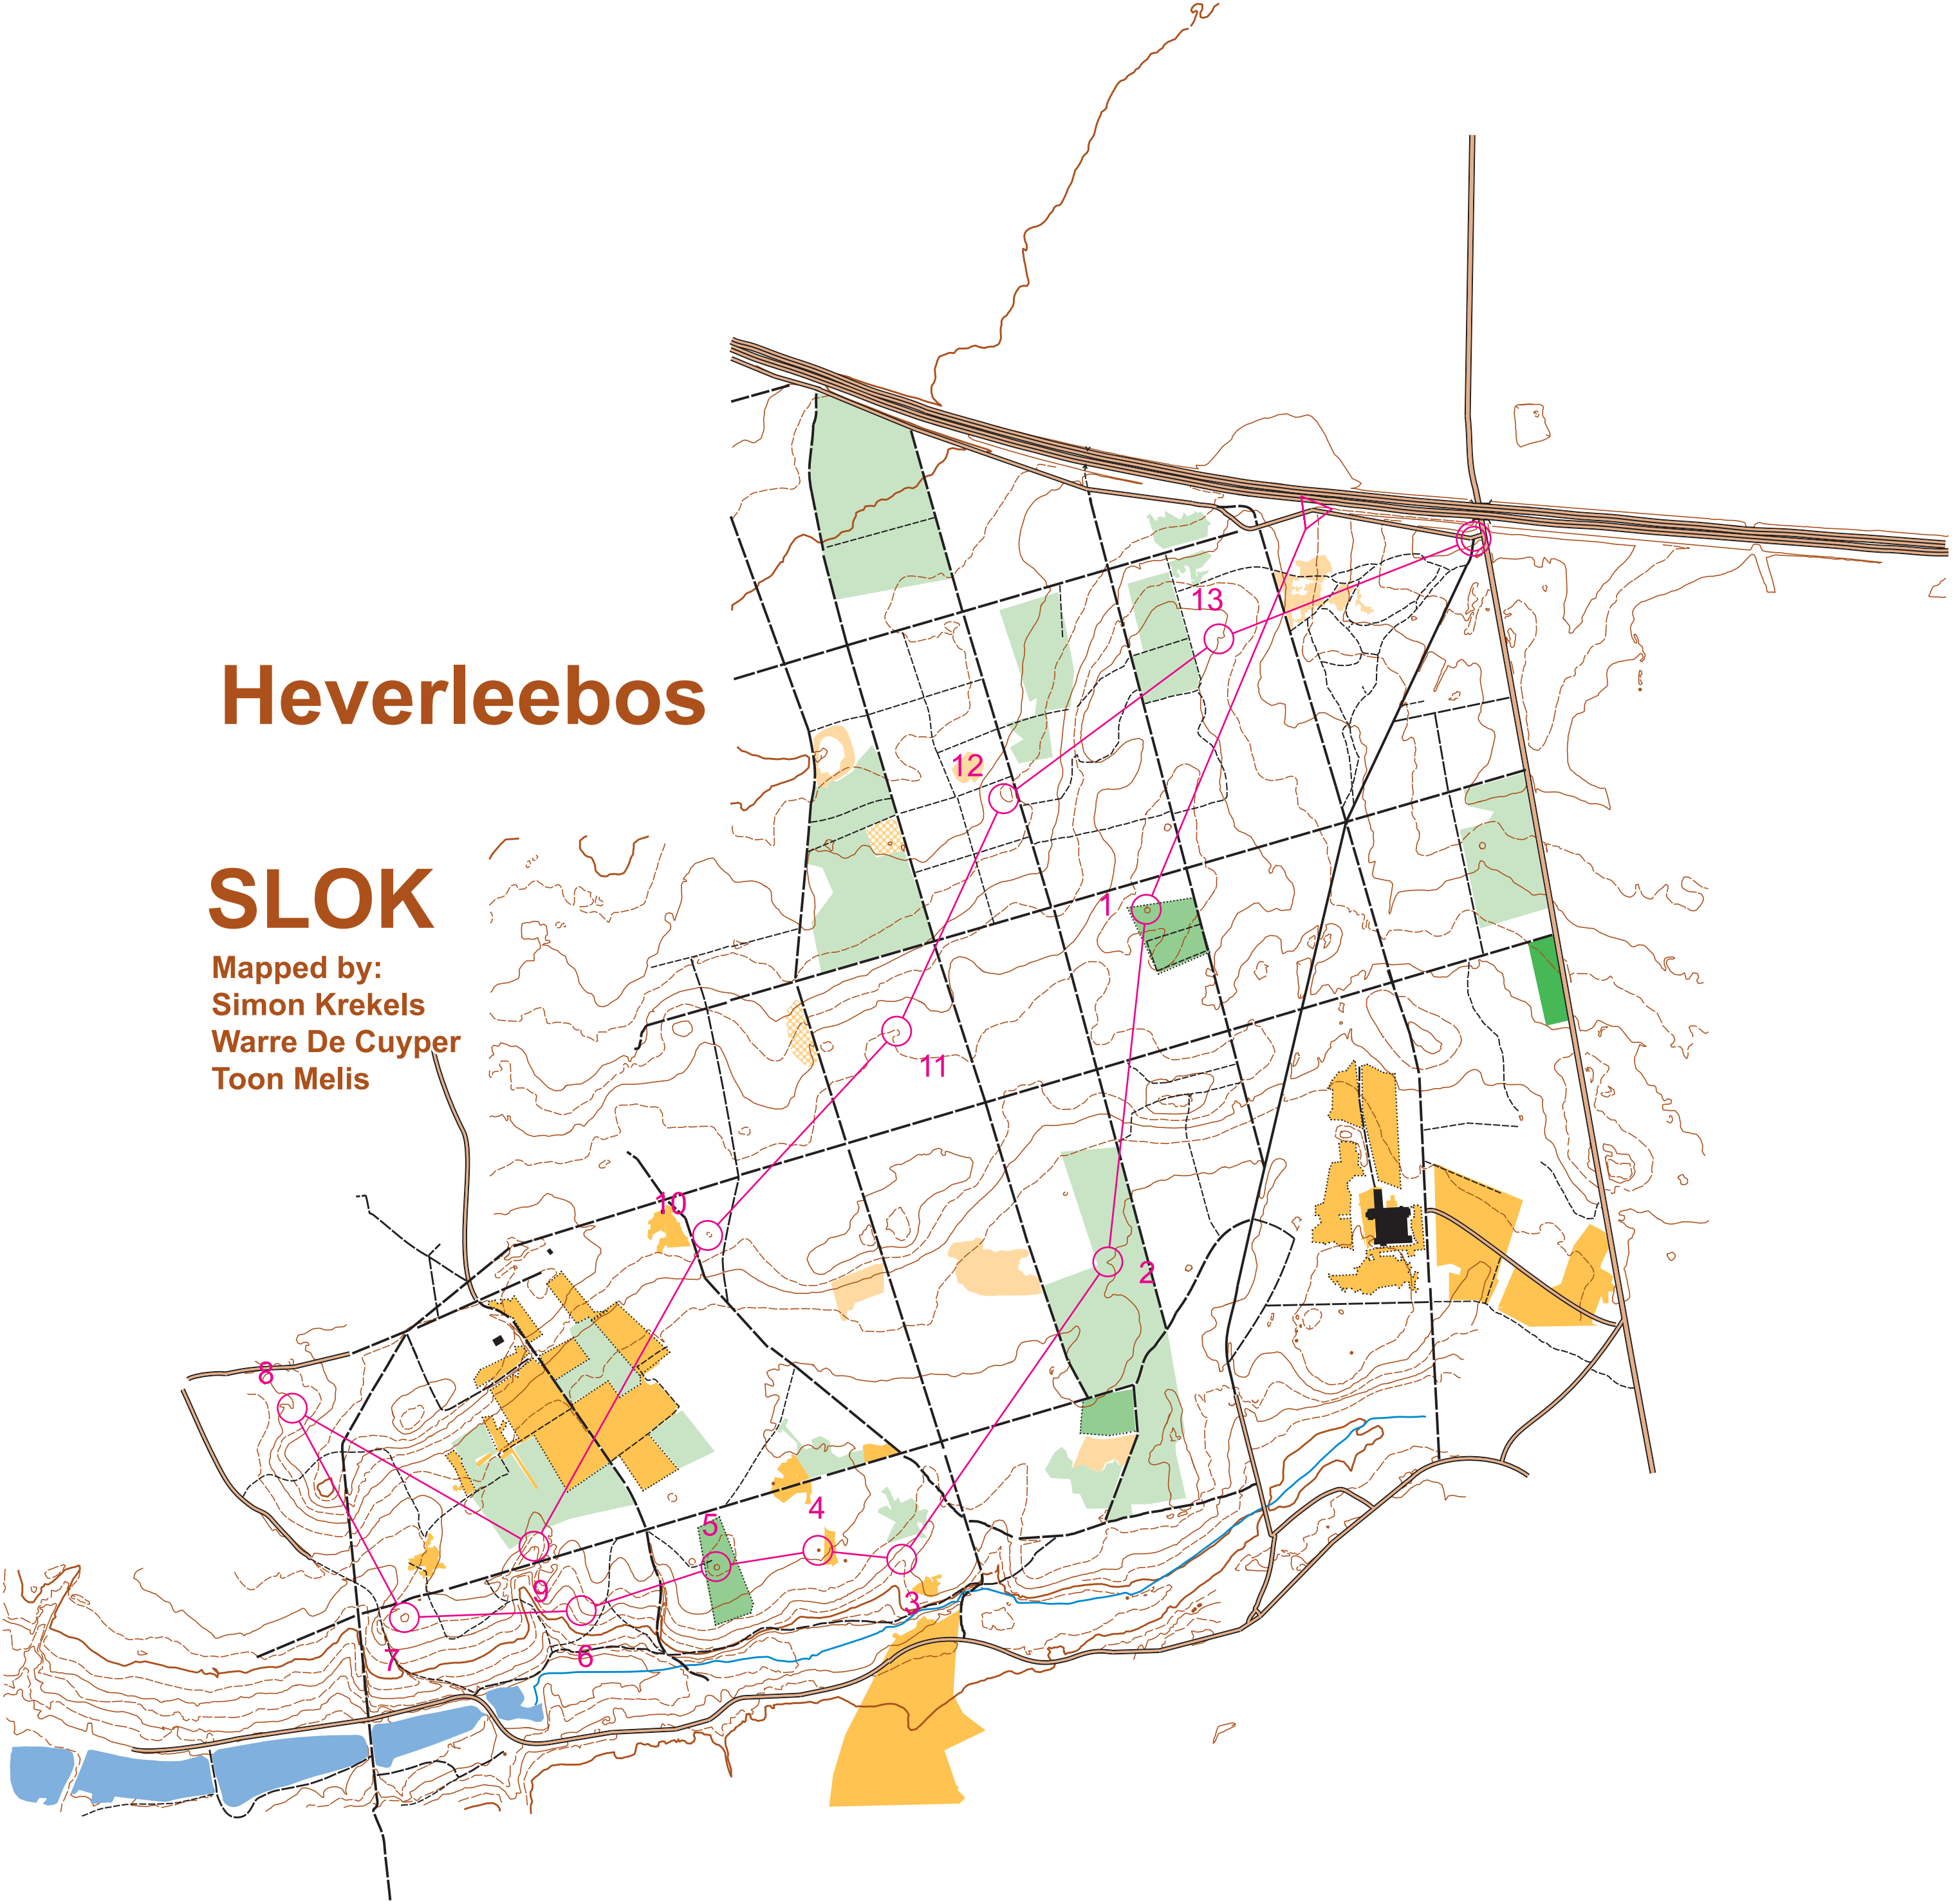 Heverleebos
SLOK
Mapped by:
Simon Krekels
Warre De Cuyper
Toon Melis
13
12
1
11
10
2
8
4
5
9
3
6
7